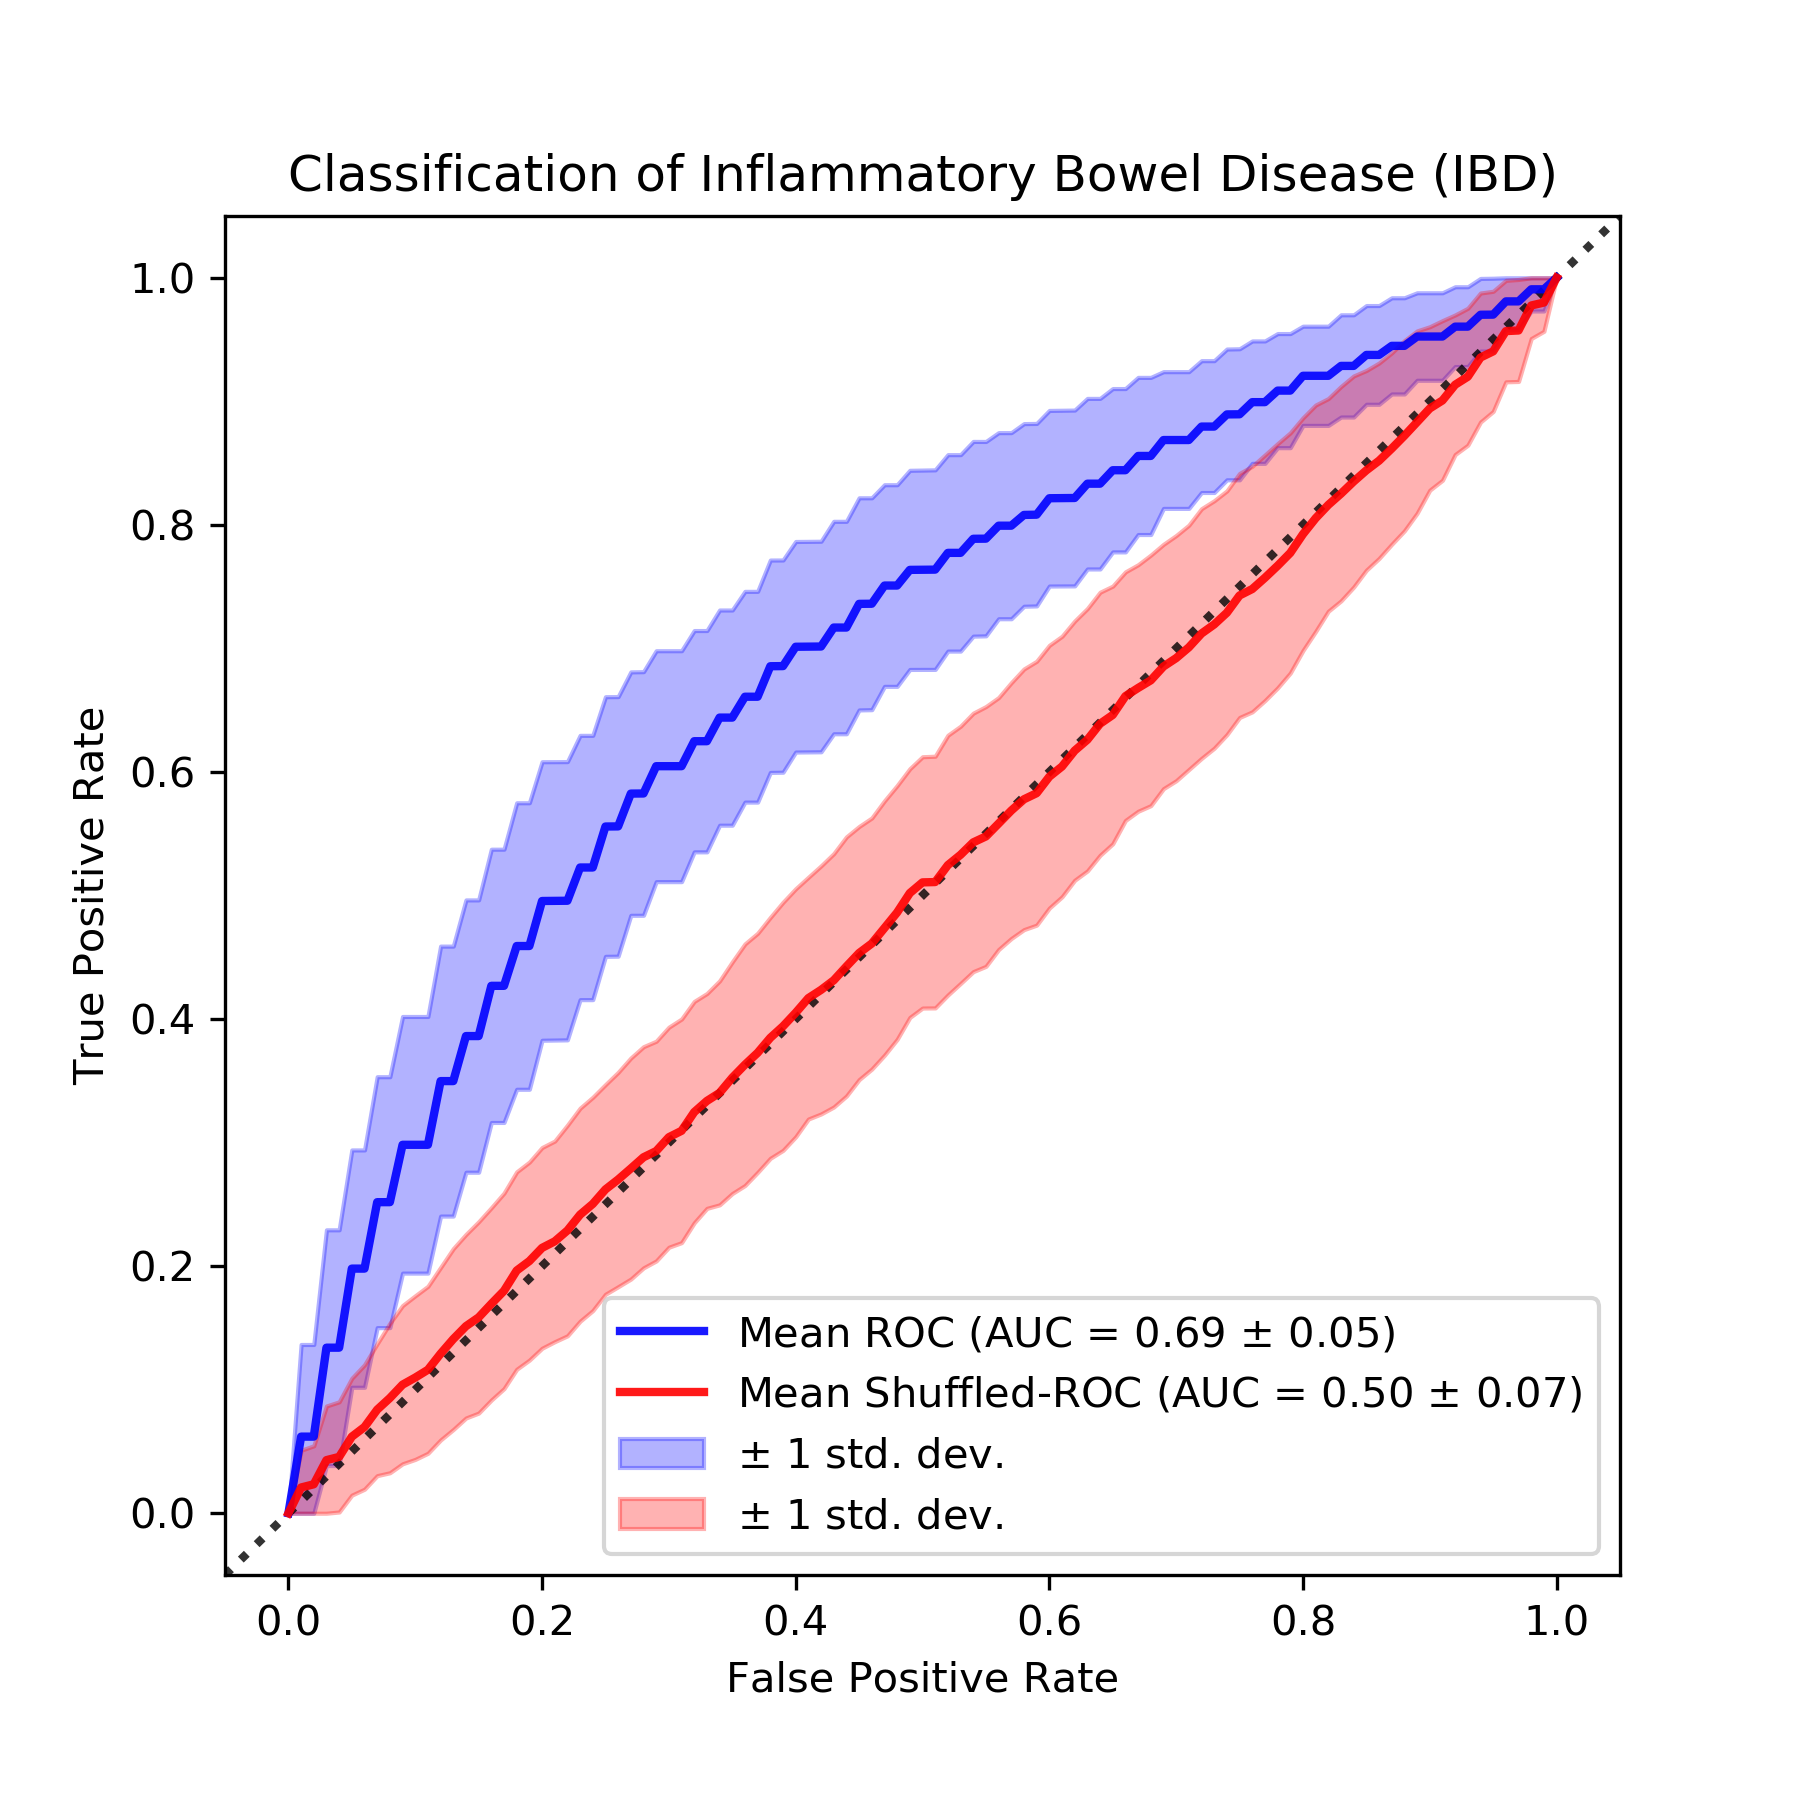 Classification of Inflammatory Bowel Disease (IBD)
1.0
0.8
0.6
0.4
0.2
0.0
True Positive Rate
Mean ROC (AUC = 0.69 ± 0.05)
Mean Shuffled-ROC (AUC = 0.50 ± 0.07)
± 1 std. dev.
± 1 std. dev.
0.0 0.2 0.4 0.6 0.8 1.0
False Positive Rate